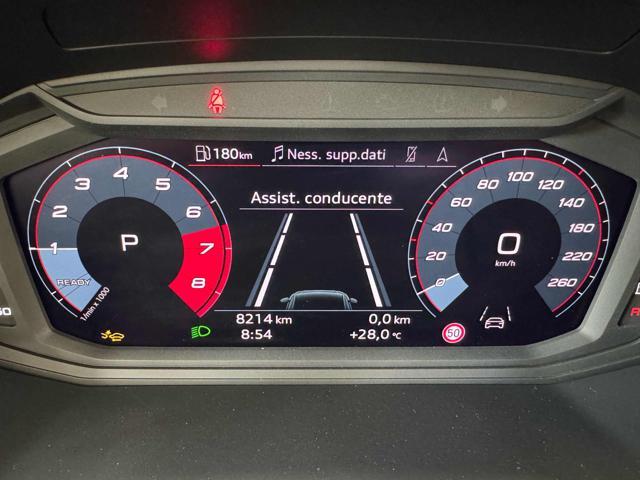 180km
Ness. supp.dati
Assist. conducente
1
2
3
4
5
6
7
8
READY
1/min x 1000
P
0
20
40
60
80
100
120
140
180
220
260
0
km/h
8214 km
0,0 km
8:54
+28,0 °C
50